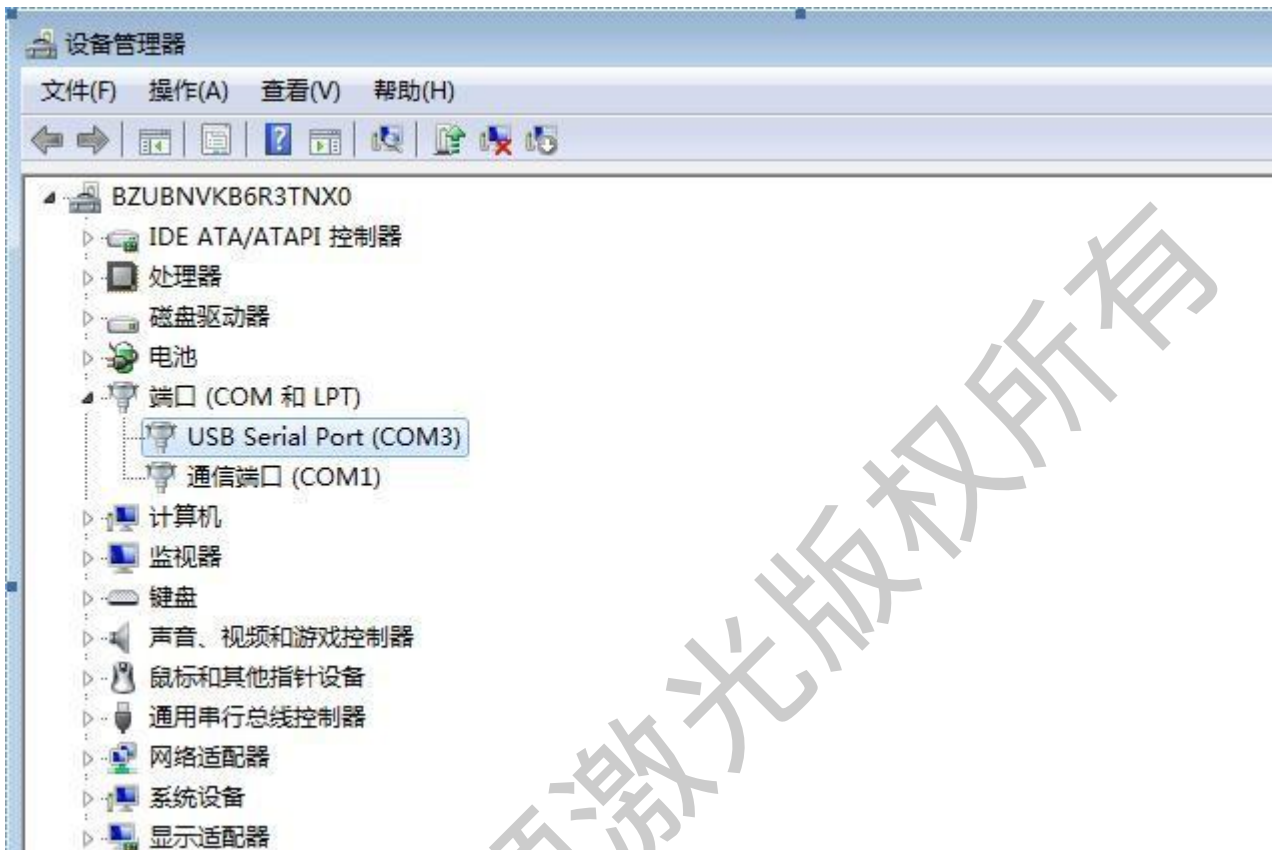 设备管理器
文件(F) 操作(A) 查看(V) 帮助(H)
BZUBNVKB6R3TNX0
IDE ATA/ATAPI 控制器
处理器
磁盘驱动器
电池
端口 (COM 和 LPT)
USB Serial Port (COM3)
通信端口 (COM1)
计算机
监视器
键盘
声音、视频和游戏控制器
鼠标和其他指针设备
通用串行总线控制器
网络适配器
系统设备
显示适配器
激光版权所有